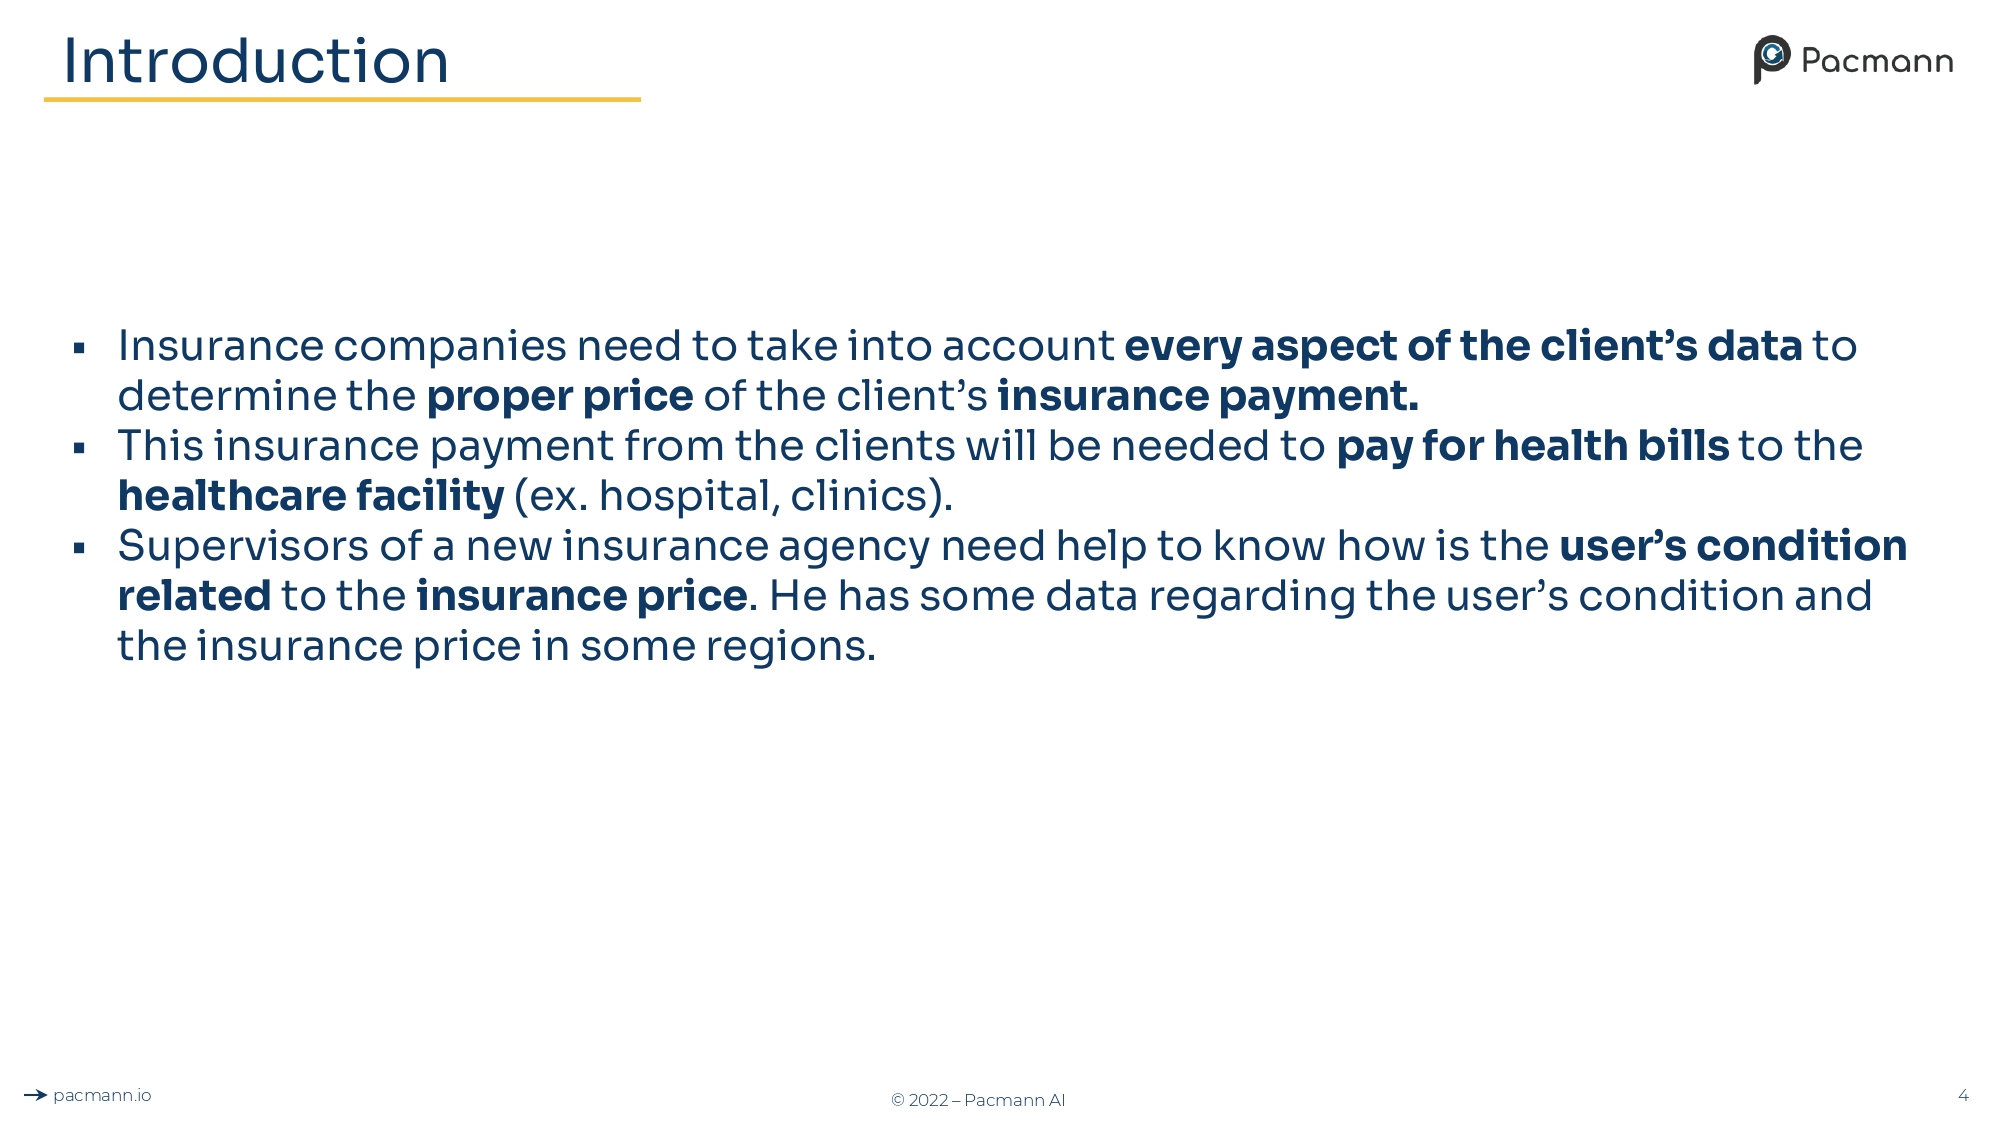 Introduction
Pacmann
▪ Insurance companies need to take into account every aspect of the client’s data to
determine the proper price of the client’s insurance payment.
▪ This insurance payment from the clients will be needed to pay for health bills to the
healthcare facility (ex. hospital, clinics).
▪ Supervisors of a new insurance agency need help to know how is the user’s condition
related to the insurance price. He has some data regarding the user’s condition and
the insurance price in some regions.
pacmann.io
© 2022 – Pacmann AI
4